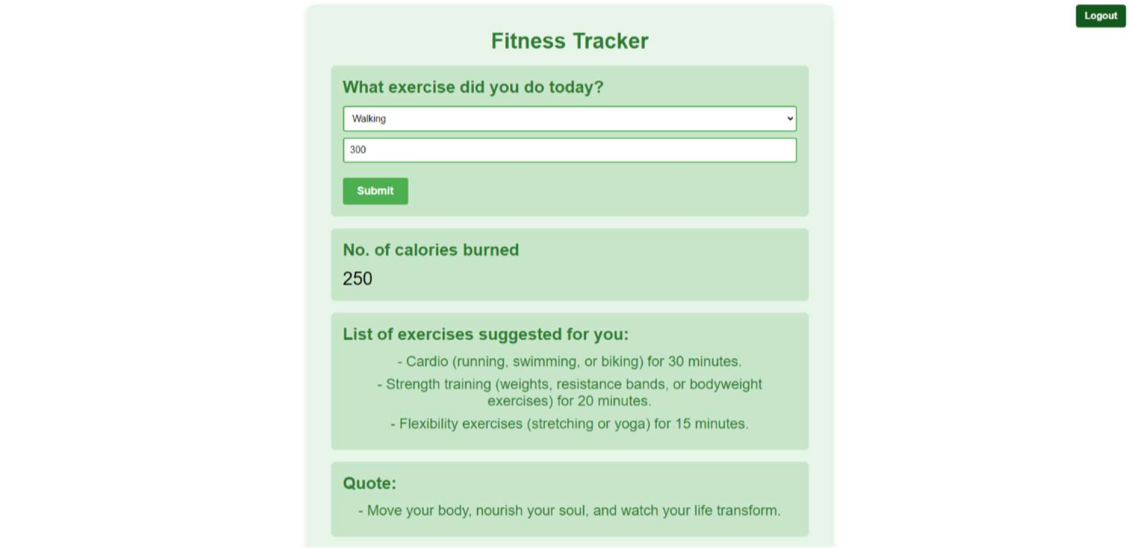 Logout
Fitness Tracker
What exercise did you do today?
Walking
300
Submit
No. of calories burned
250
List of exercises suggested for you:
- Cardio (running, swimming, or biking) for 30 minutes.
- Strength training (weights, resistance bands, or bodyweight
exercises) for 20 minutes.
- Flexibility exercises (stretching or yoga) for 15 minutes.
Quote:
- Move your body, nourish your soul, and watch your life transform.